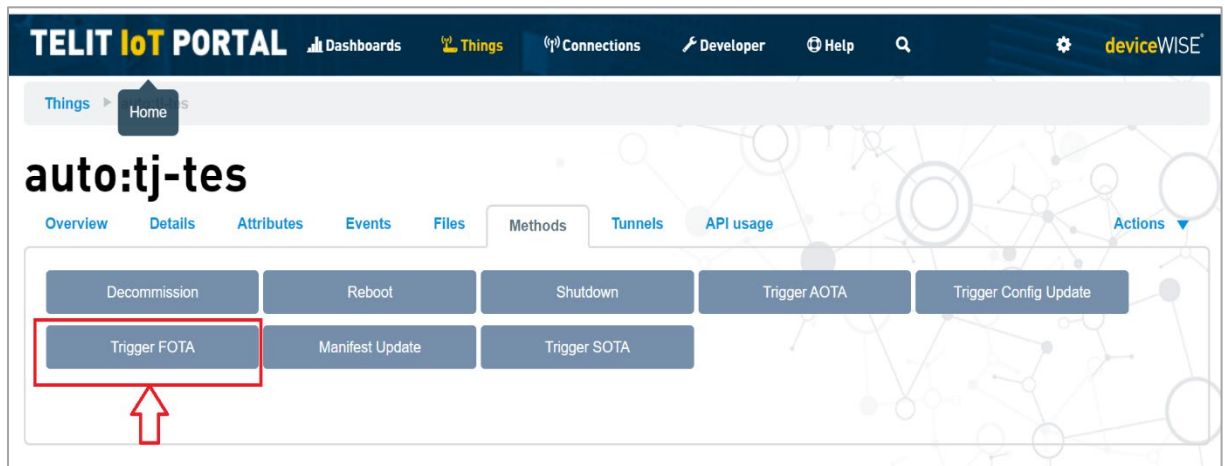 TELIT IoT PORTAL Dashboards Things Connections Developer Help deviceWISE®
Things
Home
auto:tj-tes
Overview Details Attributes Events Files Methods Tunnels API usage Actions
Decommission Reboot Shutdown Trigger AOTA Trigger Config Update
Trigger FOTA Manifest Update Trigger SOTA